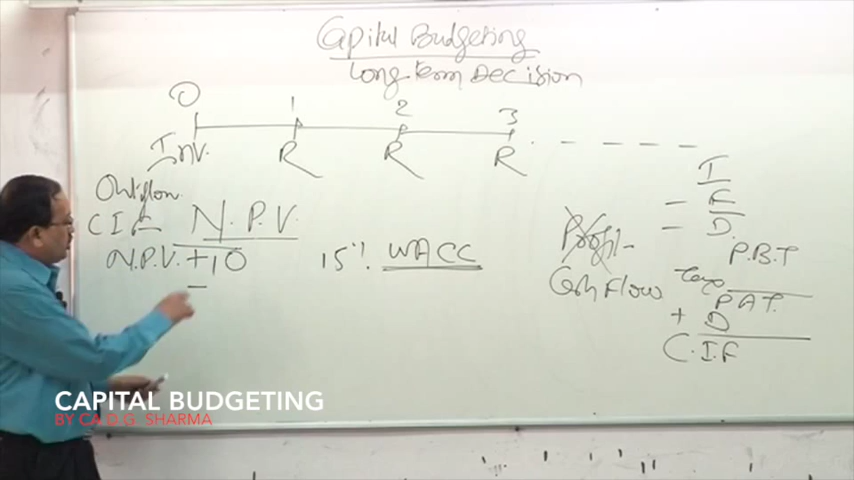 Capital Budgeting
Long Term Decision
0 1 2 3
Inv. R R R
Outflow
C I F
N.P.V.
N.P.V. +10
−
15% WACC
Profit
Cash Flow
I
− E
− D
P.B.T
Tax
P A T.
+ D
C.I.F
CAPITAL BUDGETING
BY CA.D.G. SHARMA